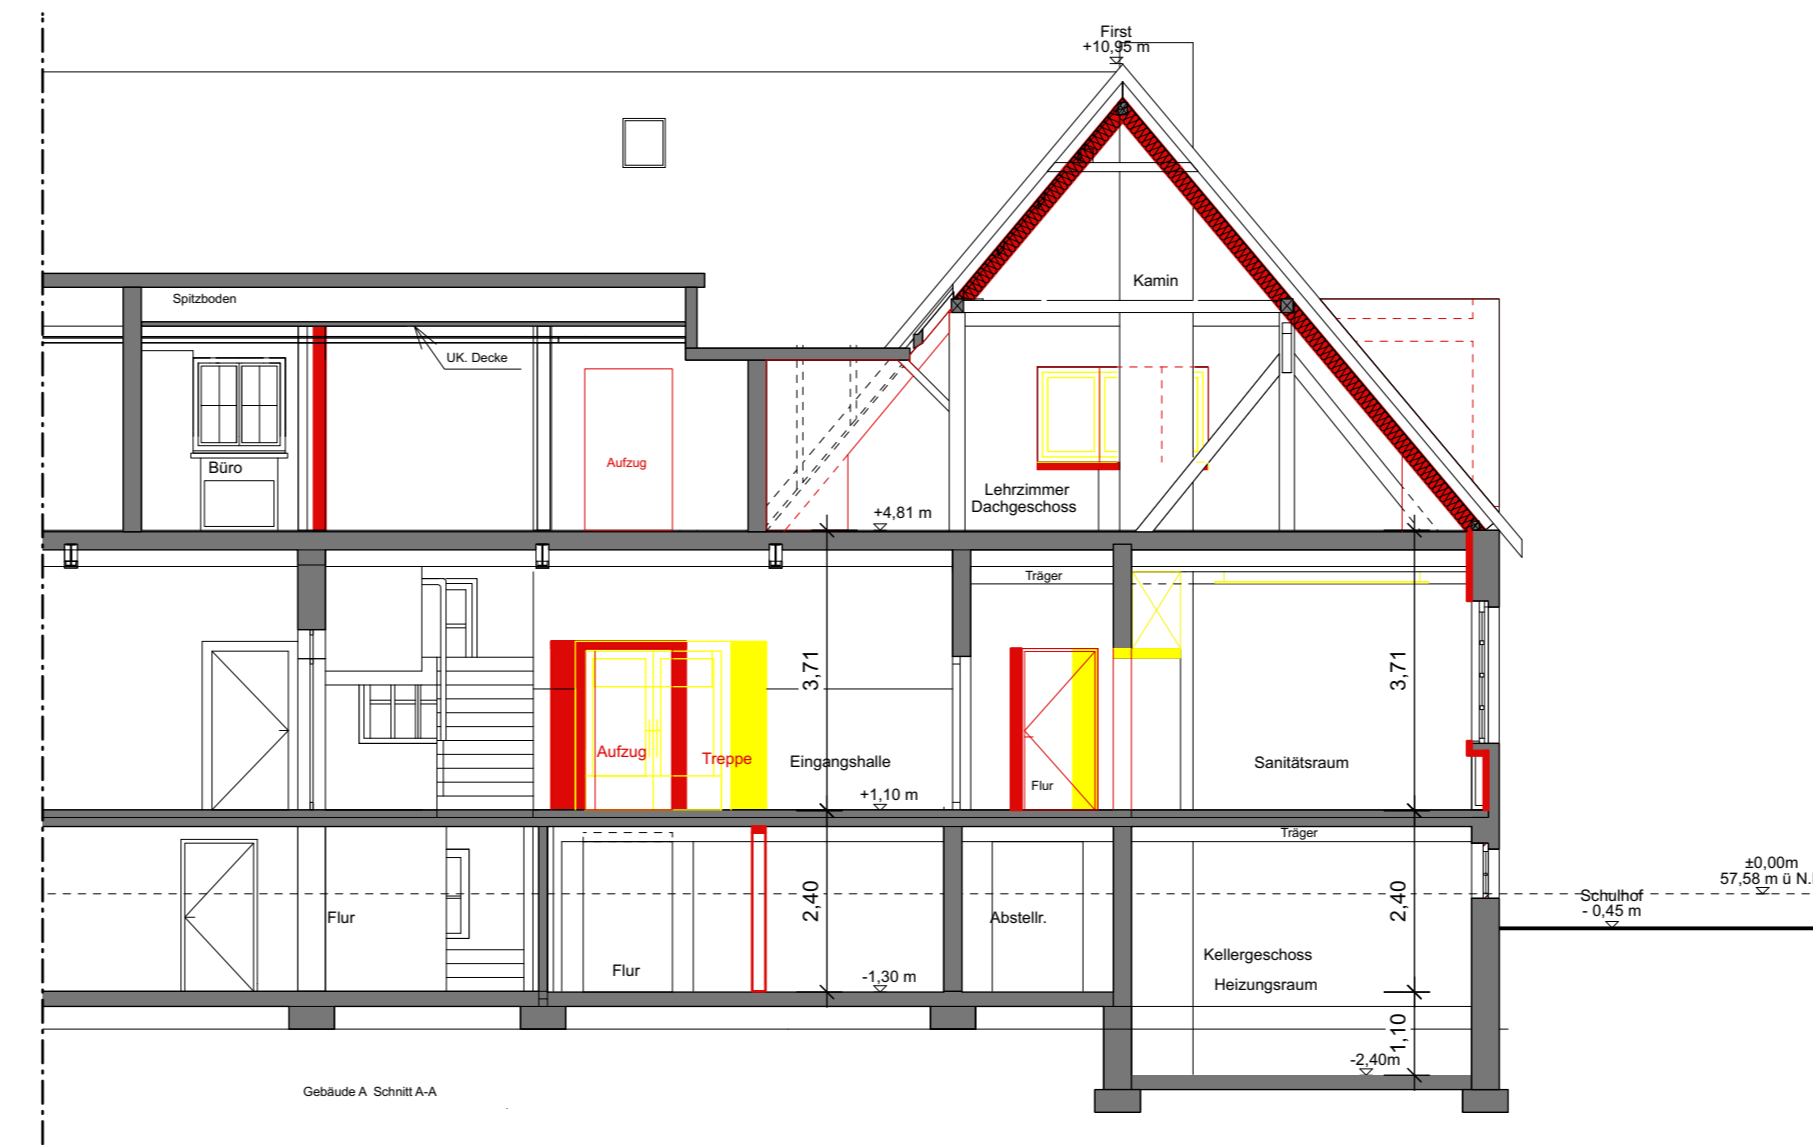 First
+10,95 m
Spitzboden
Kamin
UK. Decke
Büro
Aufzug
Lehrzimmer
Dachgeschoss
+4,81 m
Träger
3,71
3,71
Aufzug
Treppe
Eingangshalle
Flur
Sanitätsraum
+1,10 m
Träger
±0,00m
57,58 m ü N.
Schulhof
- 0,45 m
2,40
2,40
Flur
Abstellr.
Flur
-1,30 m
Kellergeschoss
Heizungsraum
1,10
-2,40m
Gebäude A Schnitt A-A